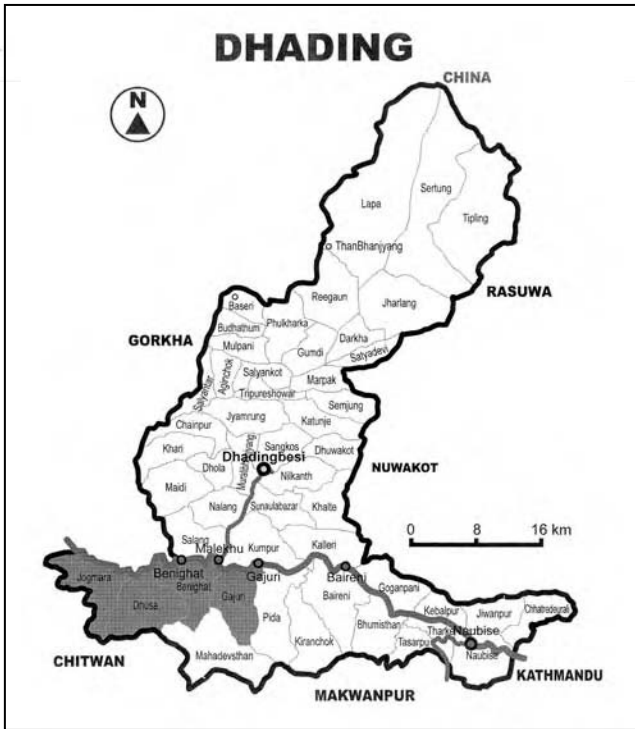 DHADING
CHINA
N
Sertung
Lapa
Tipling
ThanBhanjyang
RASUWA
Reegaun
Jharlang
Baseri
Phulkharka
Budhathum
Darkha
GORKHA
Mulpani
Gumdi
Satyadevi
Salyankot
Aginchok
Marpak
Salyantar
Tripureshowar
Semjung
Jyamrung
Katunje
Chainpur
Sangkos
Dhuwakot
Khari
Dhadingbesi
NUWAKOT
Dhola
Nilkanth
Maidi
Nalang
Sunaulabazar
Khalte
0 8 16 km
Salang
Malekhu
Kumpur
Kalleri
Benighat
Gajuri
Baireni
Jogmara
Benighat
Goganpani
Dhusa
Gajuri
Baireni
Kebalpur
Jiwanpur
Chhatredeurali
Pida
Bhumisthan
Tharke
Naubise
Kiranchok
Tasarpu
Naubise
CHITWAN
Mahadevsthan
KATHMANDU
MAKWANPUR